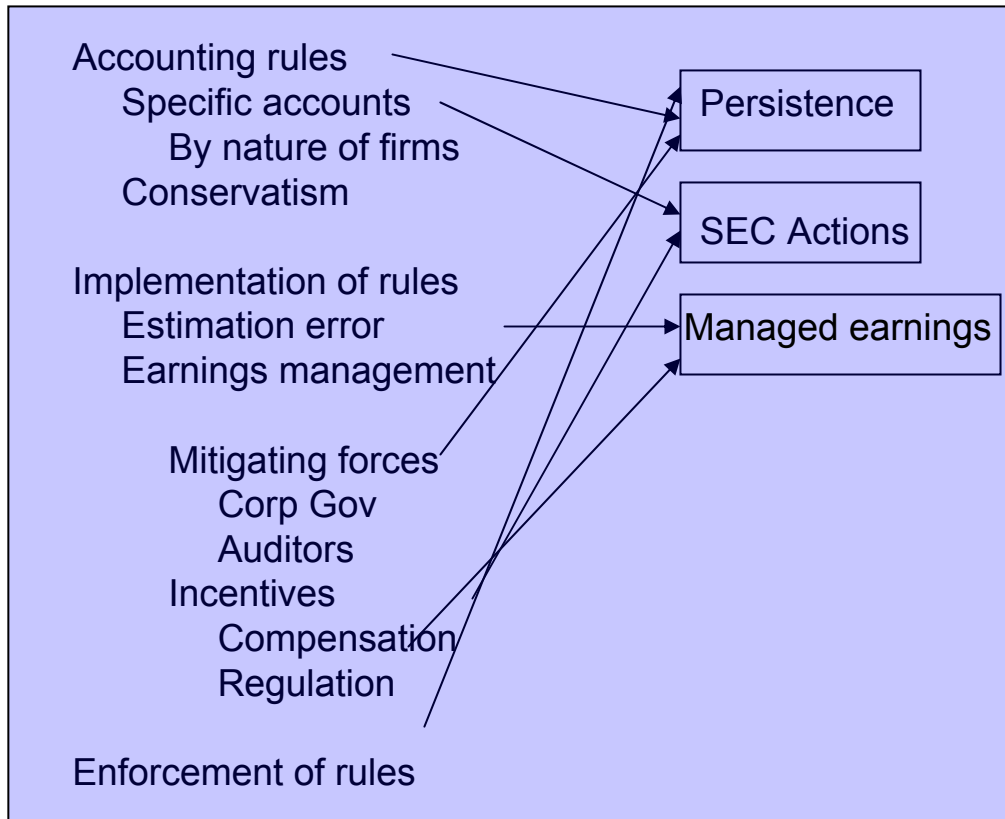 Accounting rules
Specific accounts
By nature of firms
Conservatism
Implementation of rules
Estimation error
Earnings management
Mitigating forces
Corp Gov
Auditors
Incentives
Compensation
Regulation
Enforcement of rules
Persistence
SEC Actions
Managed earnings